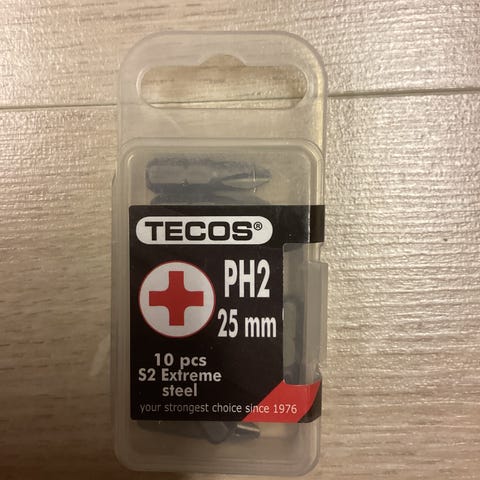 TECOS®
PH2
25 mm
10 pcs
S2 Extreme
steel
your strongest choice since 1976